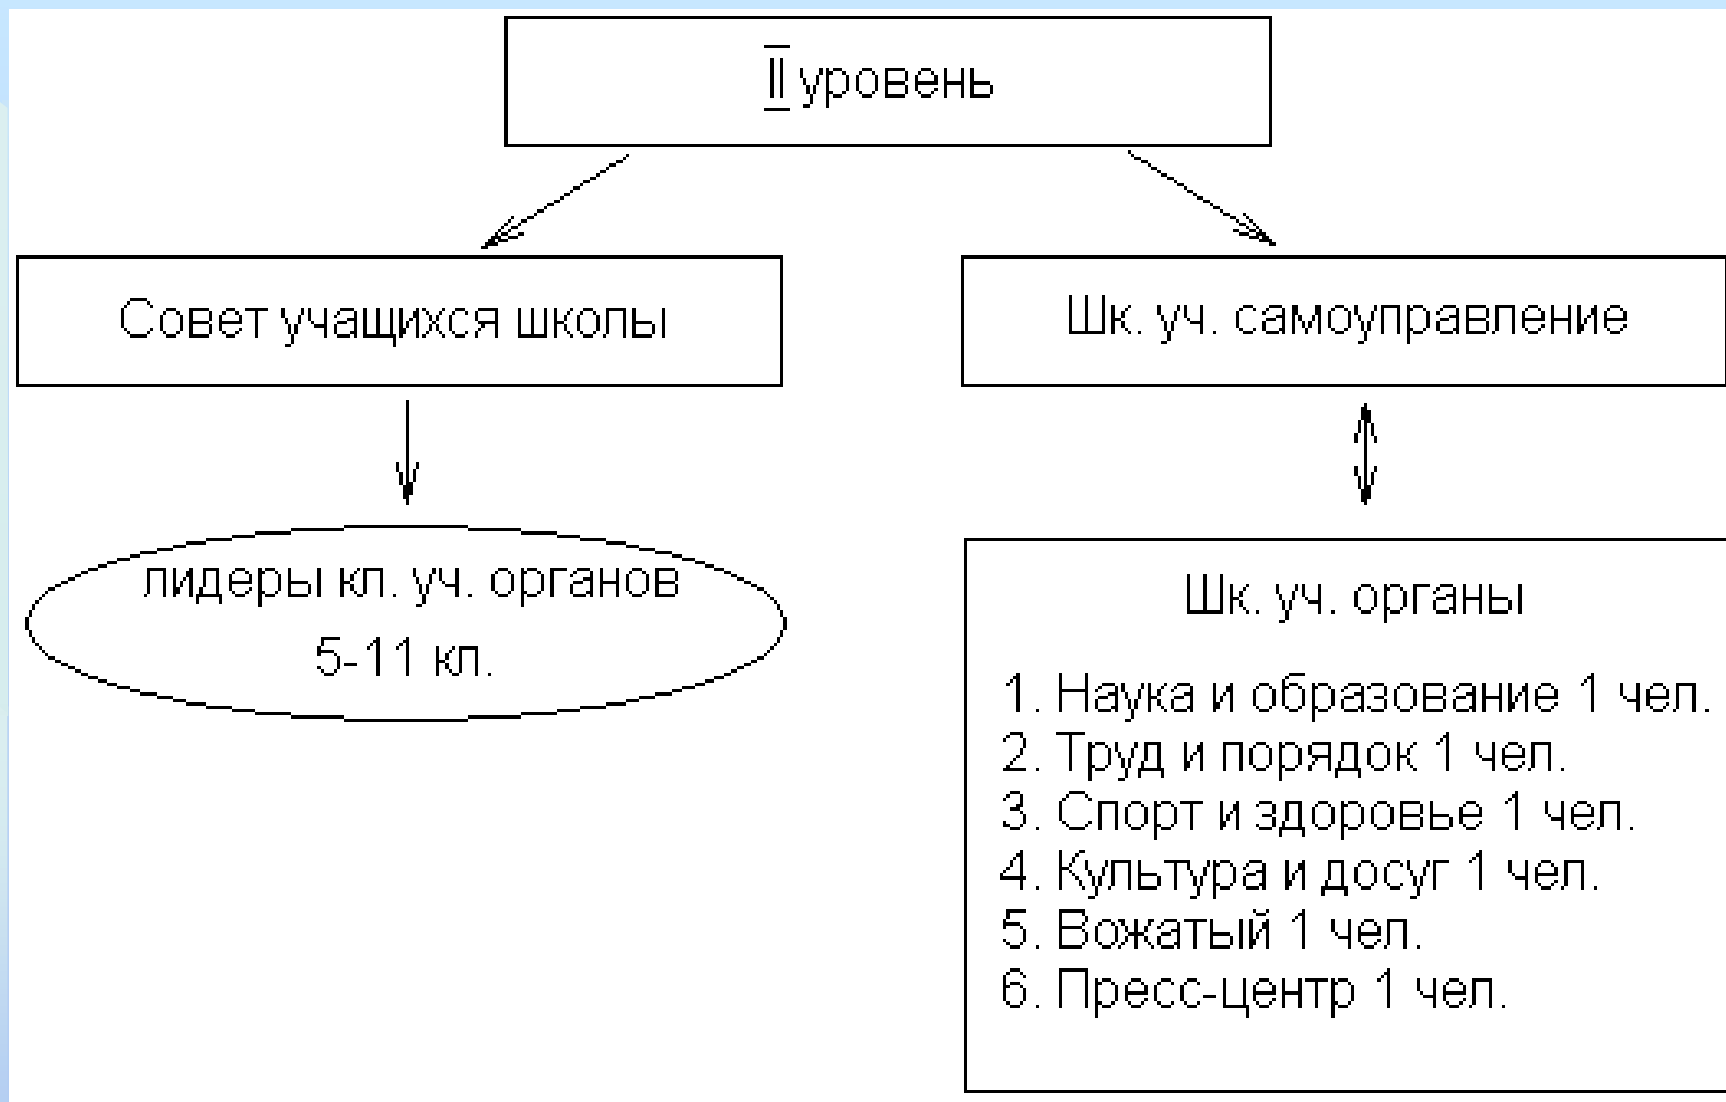 II уровень
Совет учащихся школы
Шк. уч. самоуправление
лидеры кл. уч. органов
5-11 кл.
Шк. уч. органы
1. Наука и образование 1 чел.
2. Труд и порядок 1 чел.
3. Спорт и здоровье 1 чел.
4. Культура и досуг 1 чел.
5. Вожатый 1 чел.
6. Пресс-центр 1 чел.